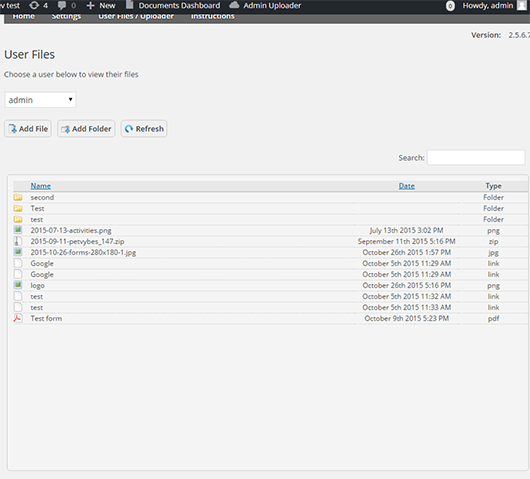 v test 4 0 New Documents Dashboard Admin Uploader 0 Howdy, admin
Home Settings User Files / Uploader Instructions
Version: 2.5.6.7
User Files
Choose a user below to view their files
admin
Add File Add Folder Refresh
Search:
Name Date Type
second Folder
Test Folder
test Folder
2015-07-13-activities.png July 13th 2015 3:02 PM png
2015-09-11-petvybes_147.zip September 11th 2015 5:16 PM zip
2015-10-26-forms-280x180-1.jpg October 26th 2015 1:57 PM jpg
Google October 5th 2015 11:29 AM link
Google October 5th 2015 11:29 AM link
logo October 26th 2015 5:16 PM png
test October 5th 2015 11:32 AM link
test October 5th 2015 11:33 AM link
Test form October 9th 2015 5:23 PM pdf